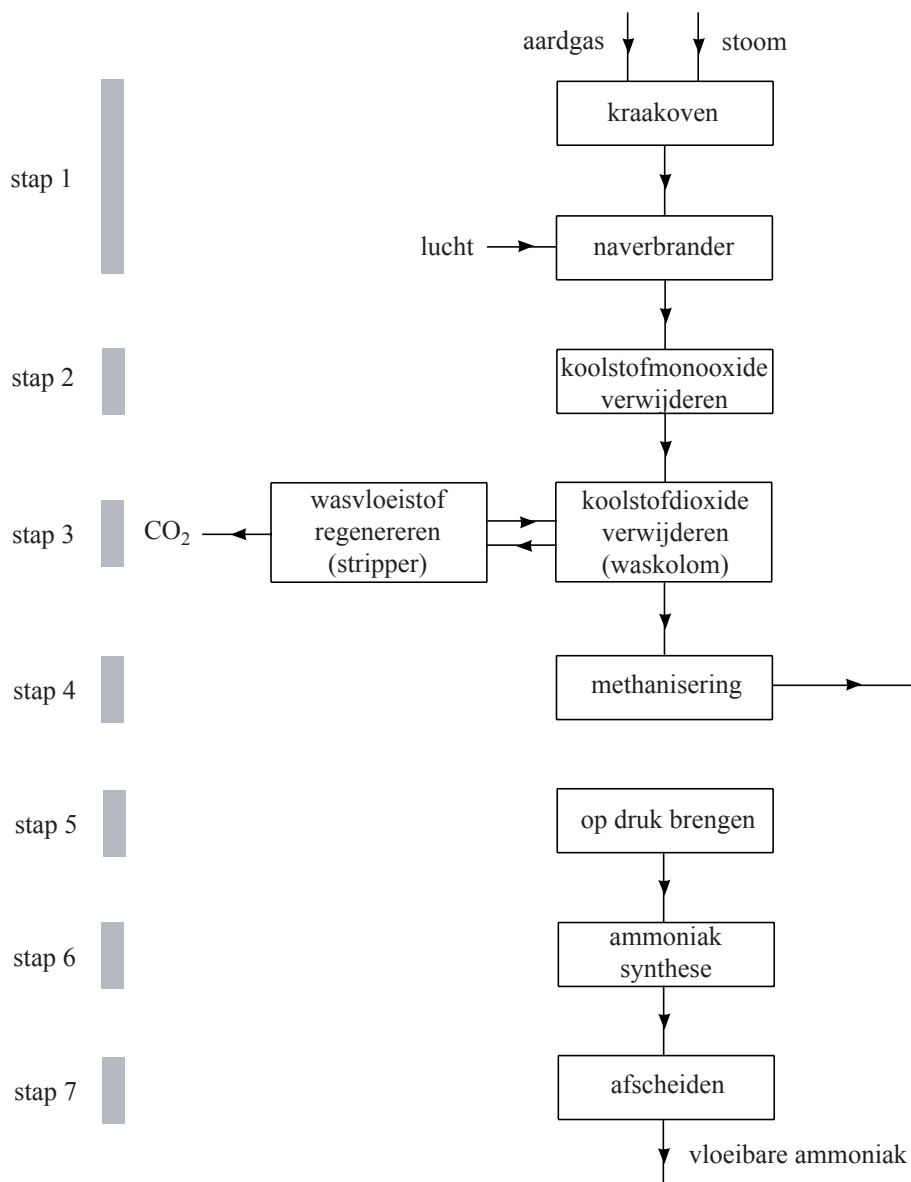 aardgas
stoom
stap 1
kraakoven
lucht
naverbrander
stap 2
koolstofmonooxide
verwijderen
stap 3
CO₂
wasvloeistof
regenereren
(stripper)
koolstofdioxide
verwijderen
(waskolom)
stap 4
methanisering
stap 5
op druk brengen
stap 6
ammoniak
synthese
stap 7
afscheiden
vloeibare ammoniak